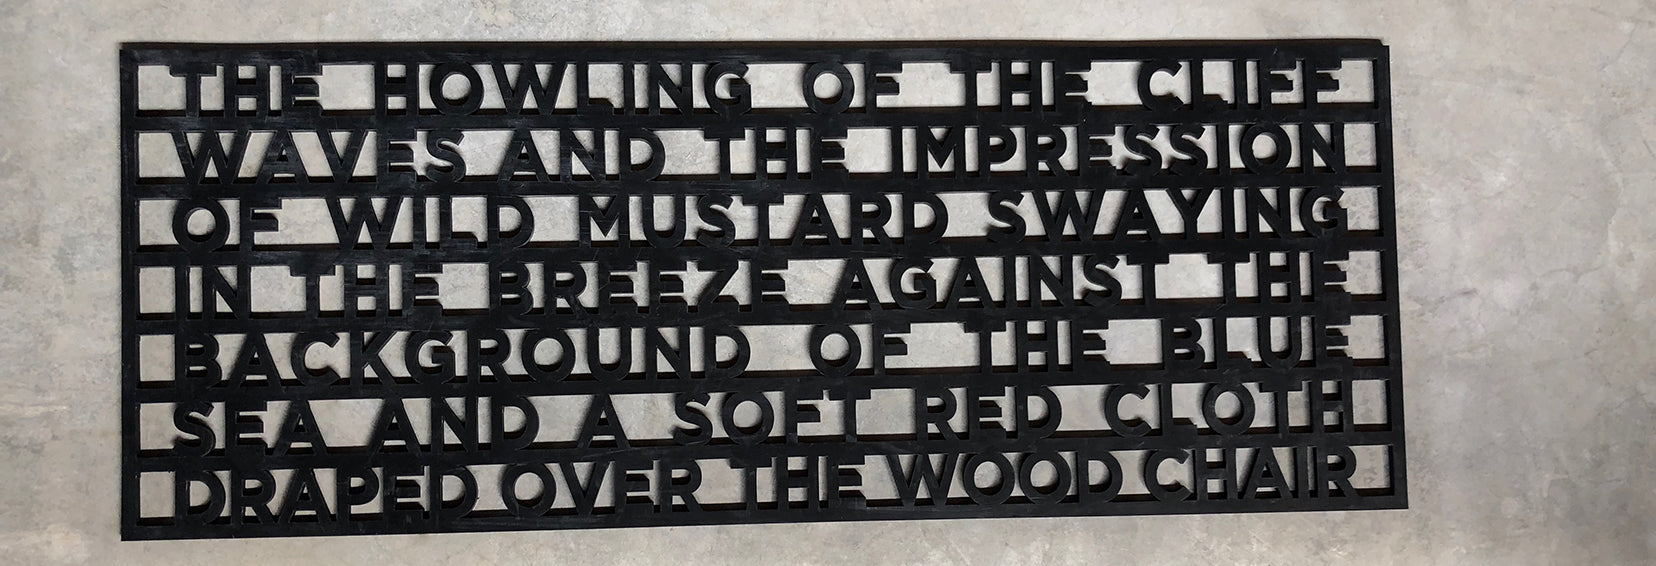 THE HOWLING OF THE CLIFF
WAVES AND THE IMPRESSION
OF WILD MUSTARD SWAYING
IN THE BREEZE AGAINST THE
BACKGROUND OF THE BLUE
SEA AND A SOFT RED CLOTH
DRAPED OVER THE WOOD CHAIR